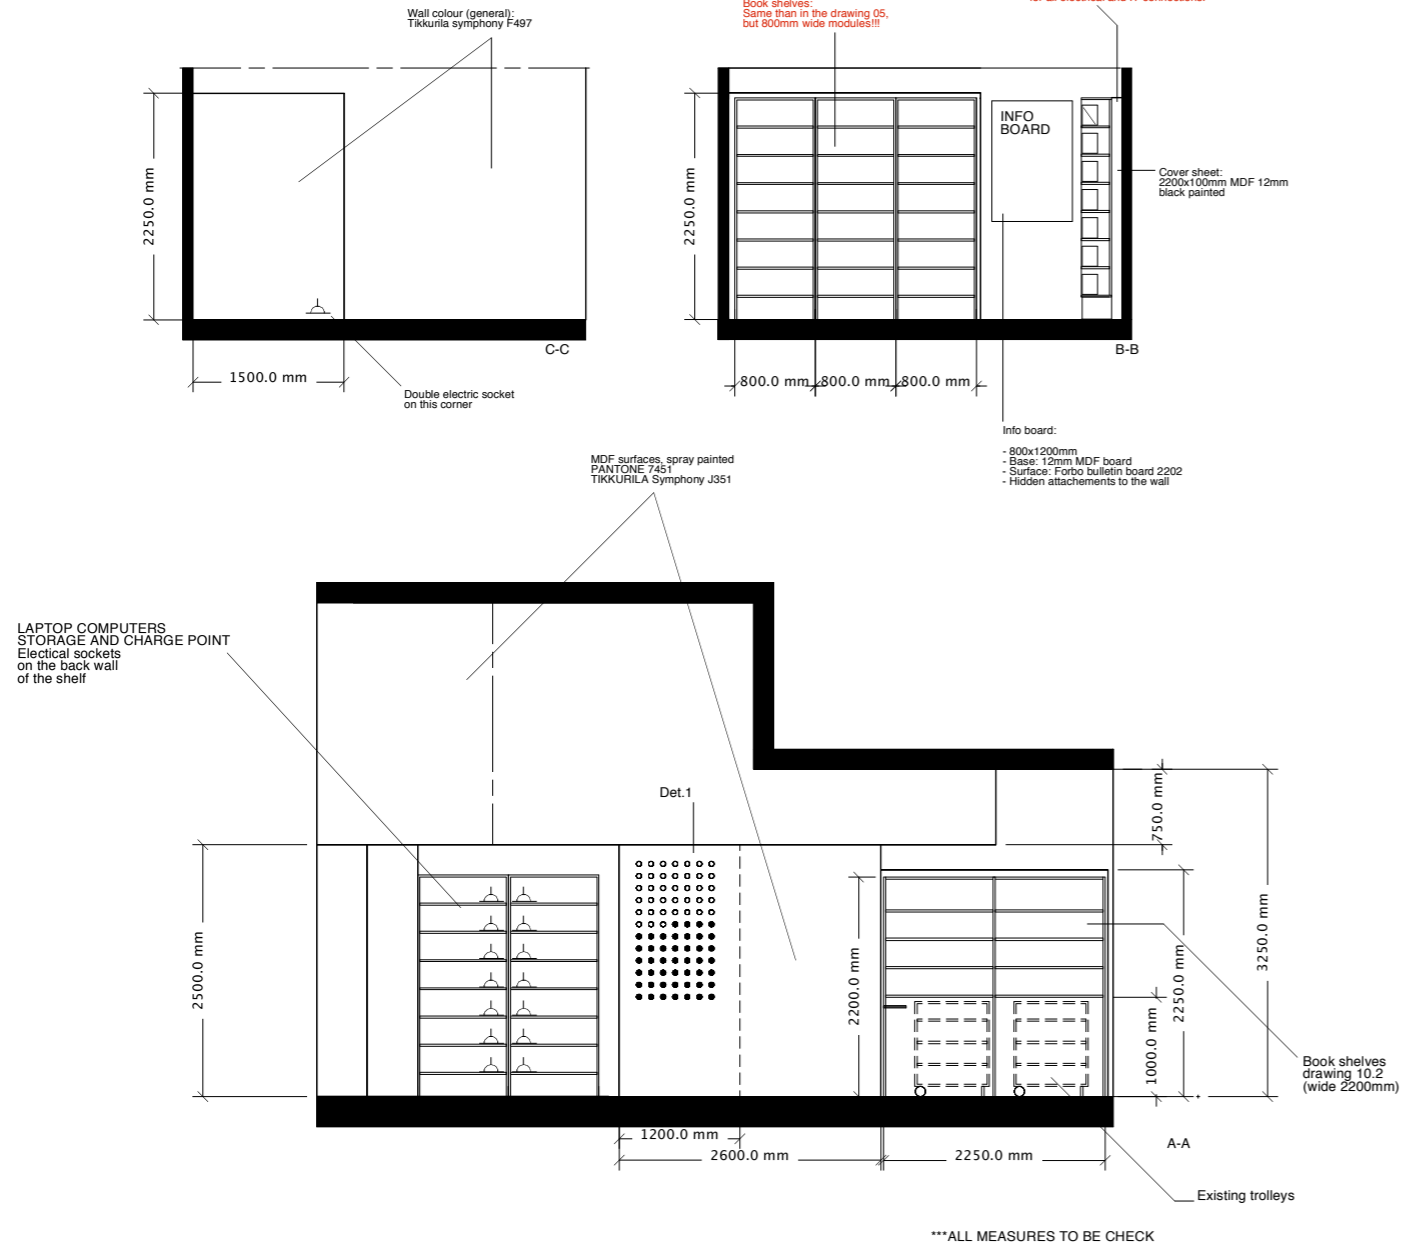 Wall colour (general):
Tikkurila symphony F497
Book shelves:
Same than in the drawing 05,
but 800mm wide modules!!!
for all electrical and IT connections.
INFO
BOARD
2250.0 mm
2250.0 mm
Cover sheet:
2200x100mm MDF 12mm
black painted
C-C
B-B
1500.0 mm
800.0 mm
800.0 mm
800.0 mm
Double electric socket
on this corner
Info board:
- 800x1200mm
- Base: 12mm MDF board
- Surface: Forbo bulletin board 2202
- Hidden attachements to the wall
MDF surfaces, spray painted
PANTONE 7451
TIKKURILA Symphony J351
LAPTOP COMPUTERS
STORAGE AND CHARGE POINT
Electical sockets
on the back wall
of the shelf
Det.1
750.0 mm
2500.0 mm
2200.0 mm
2250.0 mm
3250.0 mm
1000.0 mm
Book shelves
drawing 10.2
(wide 2200mm)
1200.0 mm
2600.0 mm
2250.0 mm
A-A
Existing trolleys
***ALL MEASURES TO BE CHECK